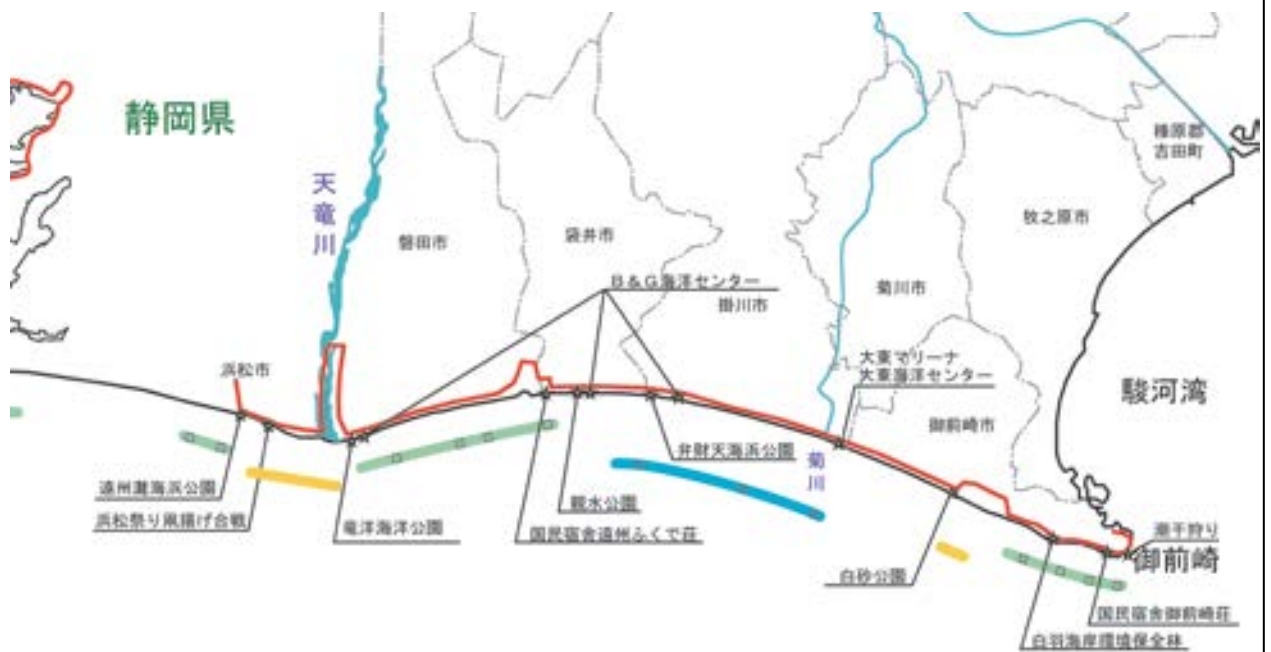 静岡県
天竜川
榛原郡
吉田町
牧之原市
磐田市
袋井市
B&G海洋センター
掛川市
菊川市
浜松市
大東マリーナ
大東海洋センター
駿河湾
御前崎市
弁財天海浜公園
菊川
遠州灘海浜公園
親水公園
浜松祭り凧揚げ合戦
竜洋海洋公園
国民宿舎遠州ふくで荘
潮干狩り
御前崎
白砂公園
国民宿舎御前崎荘
白羽海岸環境保全林